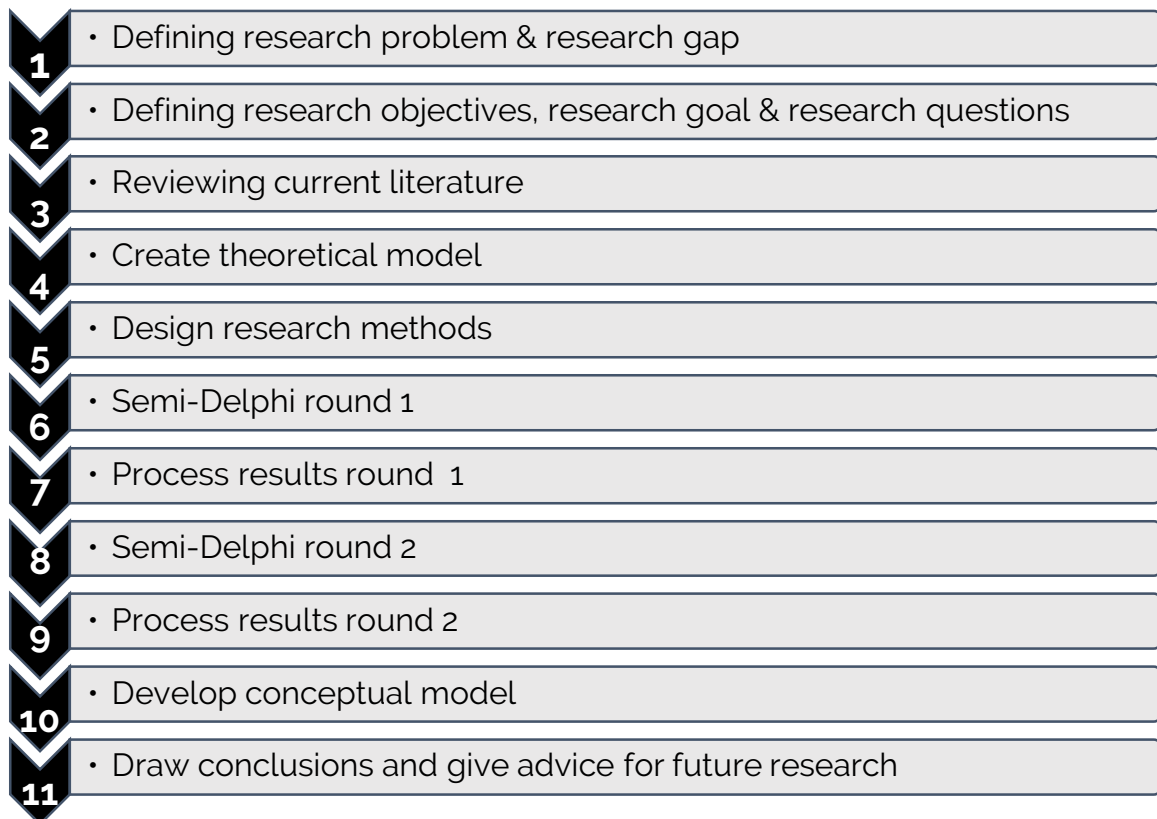 1 • Defining research problem & research gap
2 • Defining research objectives, research goal & research questions
3 • Reviewing current literature
4 • Create theoretical model
5 • Design research methods
6 • Semi-Delphi round 1
7 • Process results round 1
8 • Semi-Delphi round 2
9 • Process results round 2
10 • Develop conceptual model
11 • Draw conclusions and give advice for future research